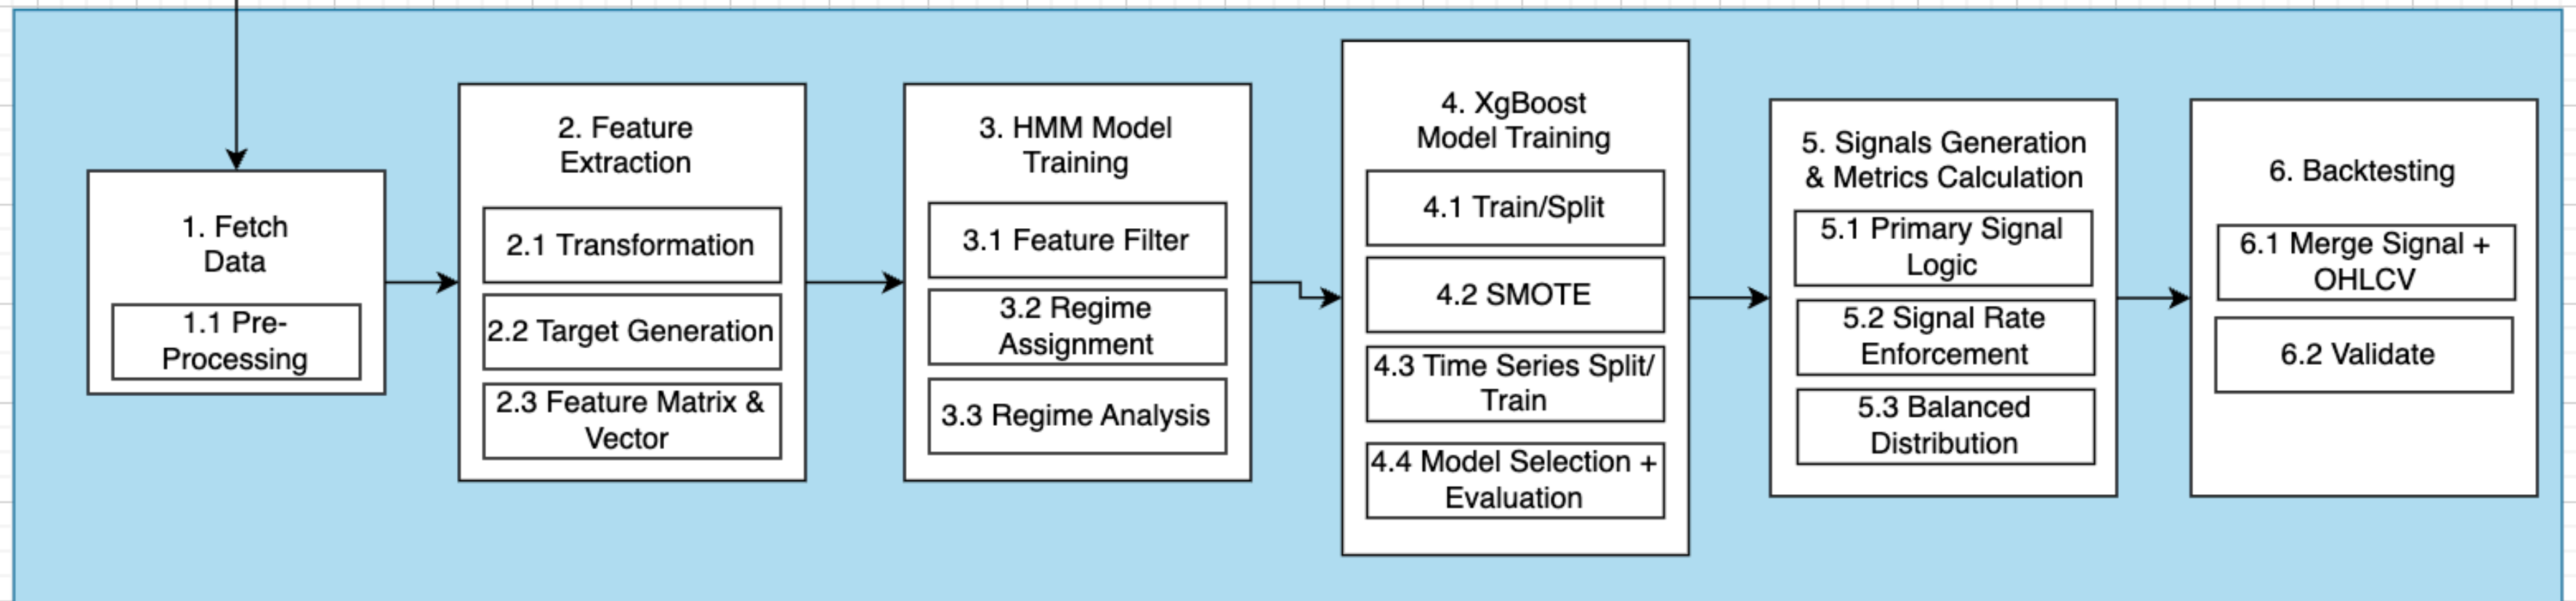 1. Fetch
Data
1.1 Pre-
Processing
2. Feature
Extraction
2.1 Transformation
2.2 Target Generation
2.3 Feature Matrix &
Vector
3. HMM Model
Training
3.1 Feature Filter
3.2 Regime
Assignment
3.3 Regime Analysis
4. XgBoost
Model Training
4.1 Train/Split
4.2 SMOTE
4.3 Time Series Split/
Train
4.4 Model Selection +
Evaluation
5. Signals Generation
& Metrics Calculation
5.1 Primary Signal
Logic
5.2 Signal Rate
Enforcement
5.3 Balanced
Distribution
6. Backtesting
6.1 Merge Signal +
OHLCV
6.2 Validate